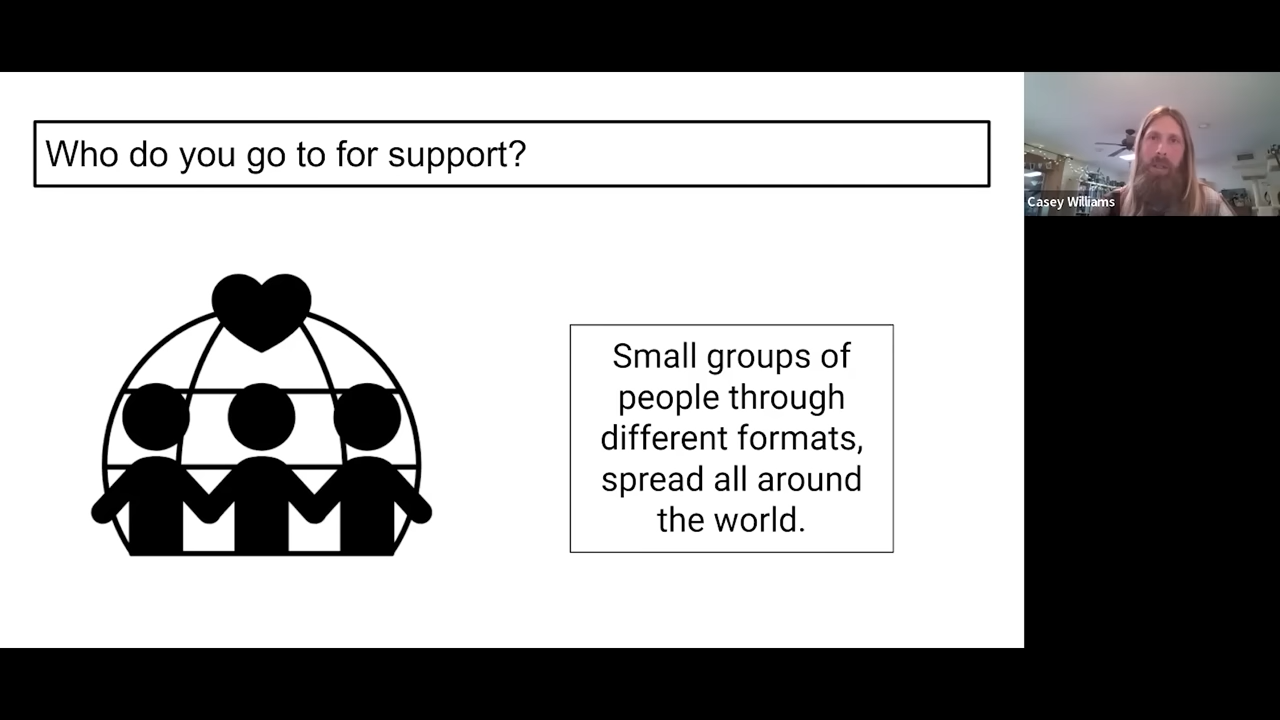 Who do you go to for support?
Small groups of
people through
different formats,
spread all around
the world.
Casey Williams